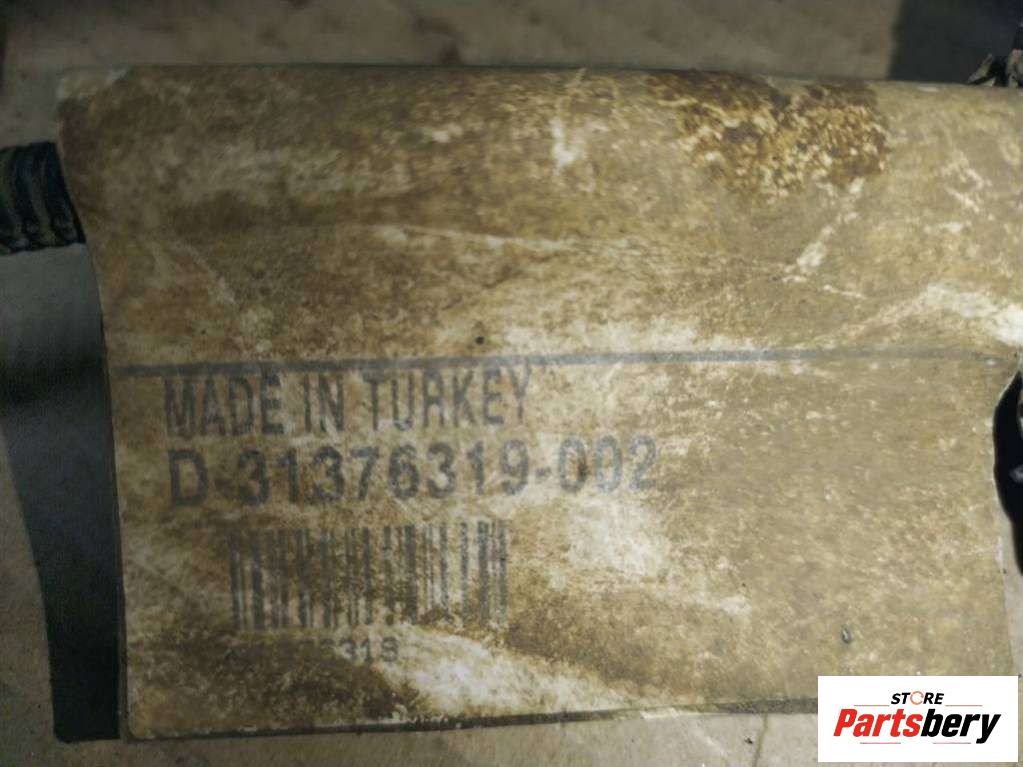 MADE IN TURKEY
D-31376319-002
STORE
Partsbery